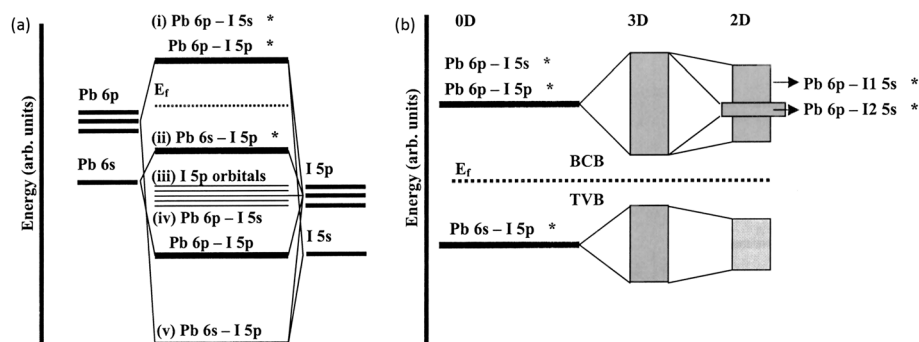 (a)
Energy (arb. units)
(i) Pb 6p – I 5s *
Pb 6p – I 5p *
E_f
Pb 6p
(ii) Pb 6s – I 5p *
Pb 6s
I 5p
(iii) I 5p orbitals
(iv) Pb 6p – I 5s
Pb 6p – I 5p
I 5s
(v) Pb 6s – I 5p
(b)
Energy (arb. units)
0D 3D 2D
Pb 6p – I 5s *
Pb 6p – I 5p *
Pb 6p – I1 5s *
Pb 6p – I2 5s *
BCB
E_f
TVB
Pb 6s – I 5p *